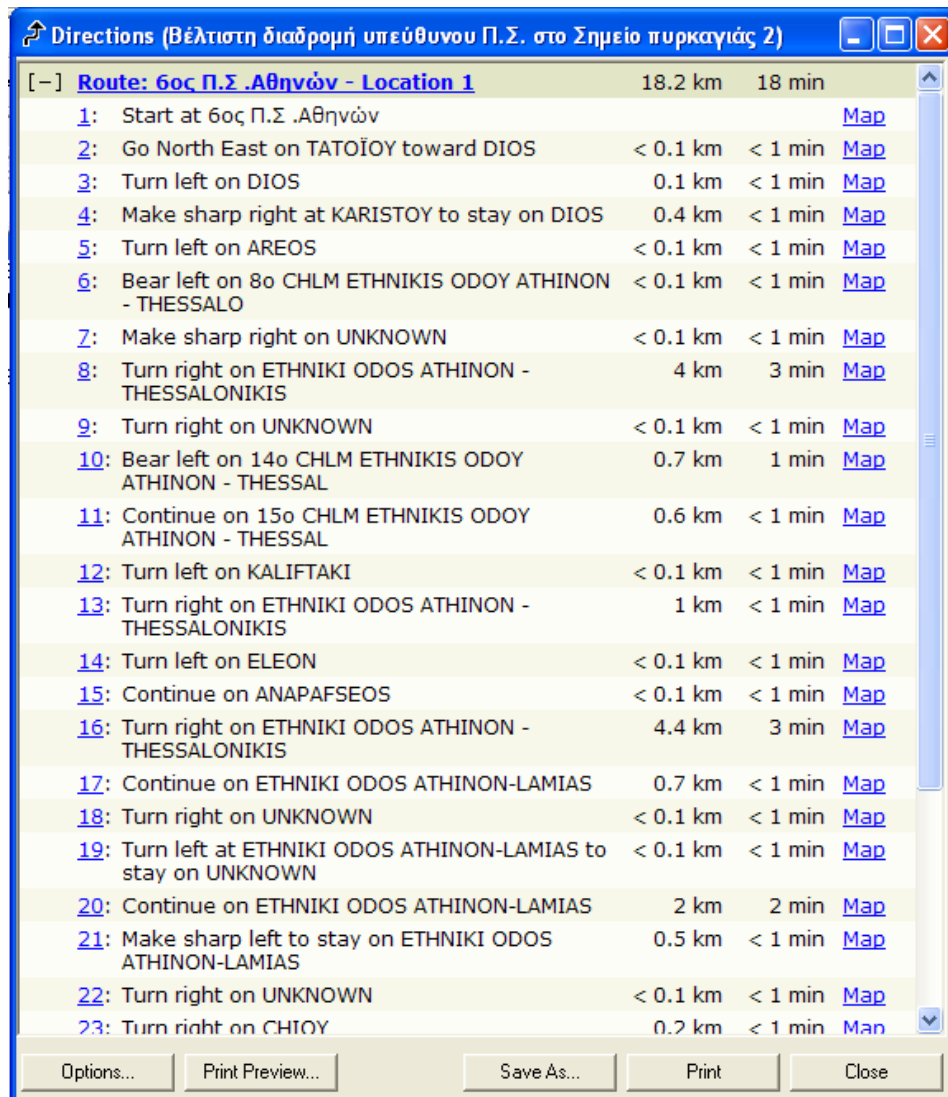 Directions (Βέλτιστη διαδρομή υπεύθυνου Π.Σ. στο Σημείο πυρκαγιάς 2)
[-] Route: 6ος Π.Σ .Αθηνών - Location 1 18.2 km 18 min
1: Start at 6ος Π.Σ .Αθηνών Map
2: Go North East on TATOÏOY toward DIOS < 0.1 km < 1 min Map
3: Turn left on DIOS 0.1 km < 1 min Map
4: Make sharp right at KARISTOY to stay on DIOS 0.4 km < 1 min Map
5: Turn left on AREOS < 0.1 km < 1 min Map
6: Bear left on 8o CHLM ETHNIKIS ODOY ATHINON < 0.1 km < 1 min Map
- THESSALO
7: Make sharp right on UNKNOWN < 0.1 km < 1 min Map
8: Turn right on ETHNIKI ODOS ATHINON - 4 km 3 min Map
THESSALONIKIS
9: Turn right on UNKNOWN < 0.1 km < 1 min Map
10: Bear left on 14o CHLM ETHNIKIS ODOY 0.7 km 1 min Map
ATHINON - THESSAL
11: Continue on 15o CHLM ETHNIKIS ODOY 0.6 km < 1 min Map
ATHINON - THESSAL
12: Turn left on KALIFTAKI < 0.1 km < 1 min Map
13: Turn right on ETHNIKI ODOS ATHINON - 1 km < 1 min Map
THESSALONIKIS
14: Turn left on ELEON < 0.1 km < 1 min Map
15: Continue on ANAPAFSEOS < 0.1 km < 1 min Map
16: Turn right on ETHNIKI ODOS ATHINON - 4.4 km 3 min Map
THESSALONIKIS
17: Continue on ETHNIKI ODOS ATHINON-LAMIAS 0.7 km < 1 min Map
18: Turn right on UNKNOWN < 0.1 km < 1 min Map
19: Turn left at ETHNIKI ODOS ATHINON-LAMIAS to < 0.1 km < 1 min Map
stay on UNKNOWN
20: Continue on ETHNIKI ODOS ATHINON-LAMIAS 2 km 2 min Map
21: Make sharp left to stay on ETHNIKI ODOS 0.5 km < 1 min Map
ATHINON-LAMIAS
22: Turn right on UNKNOWN < 0.1 km < 1 min Map
23: Turn right on CHIOY 0.2 km < 1 min Map
Options... Print Preview... Save As... Print Close